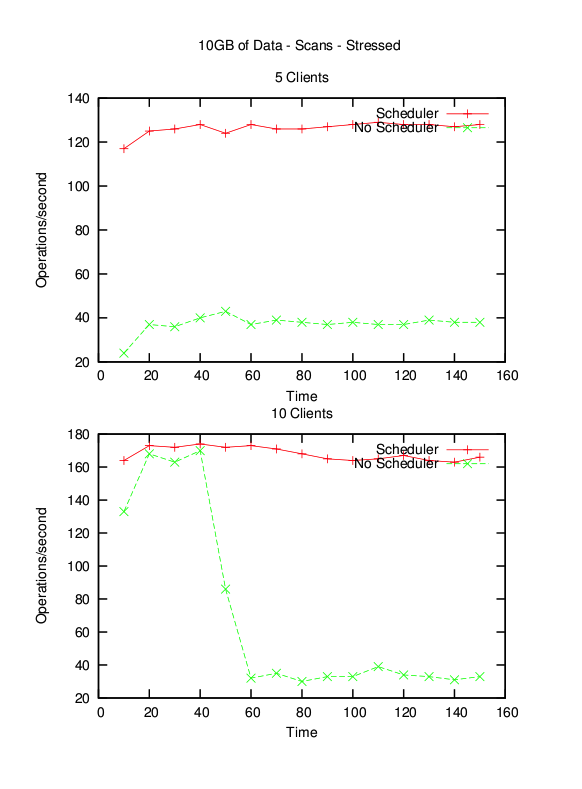 10GB of Data - Scans - Stressed
5 Clients
140
120
100
80
60
40
20
0 20 40 60 80 100 120 140 160
Operations/second
Time
Scheduler
No Scheduler
10 Clients
180
160
140
120
100
80
60
40
20
0 20 40 60 80 100 120 140 160
Operations/second
Time
Scheduler
No Scheduler